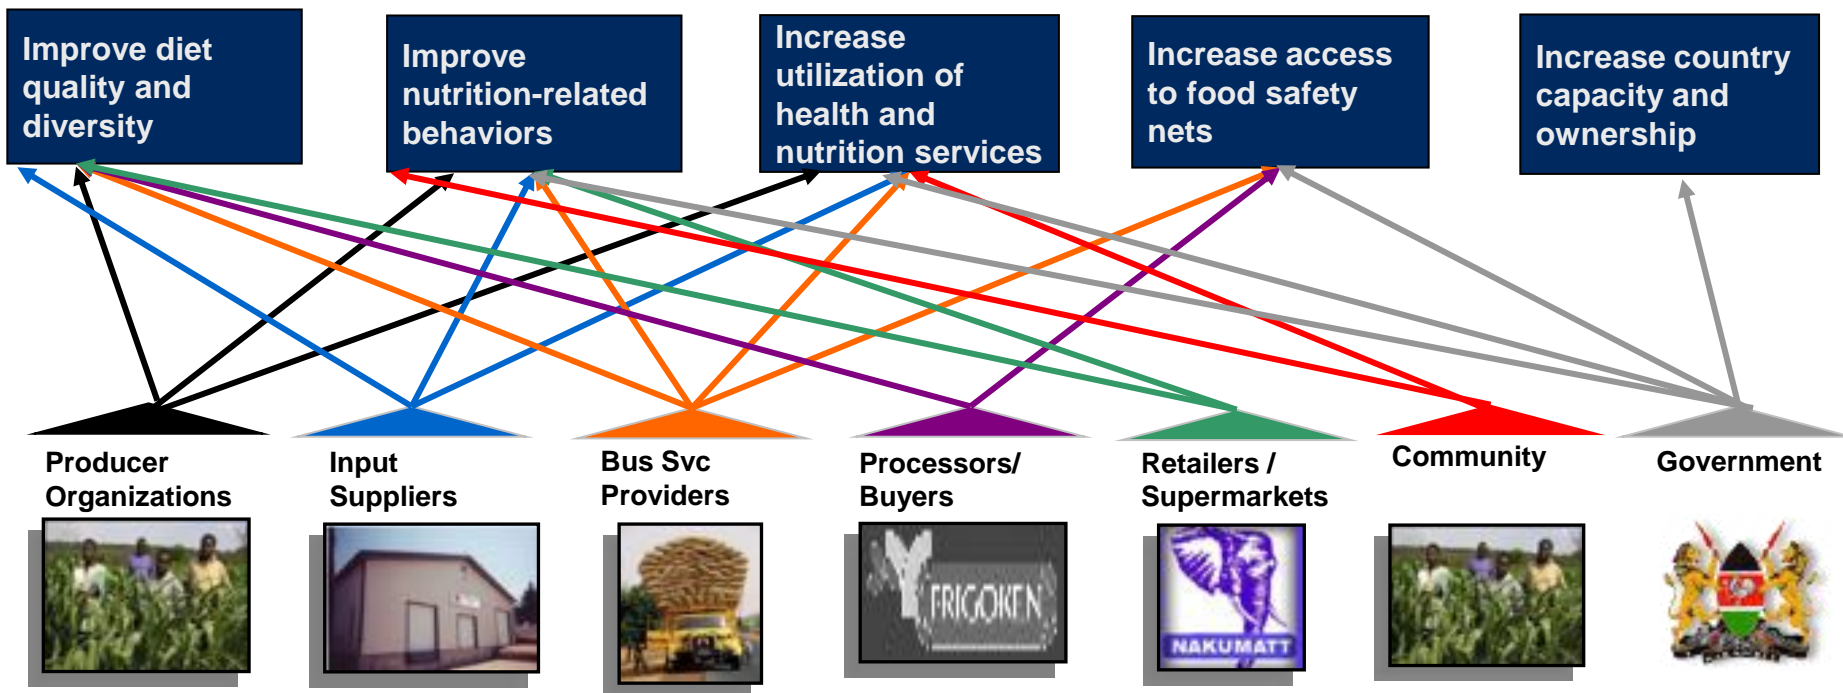 Improve diet
quality and
diversity
Improve
nutrition-related
behaviors
Increase
utilization of
health and
nutrition services
Increase access
to food safety
nets
Increase country
capacity and
ownership
Producer
Organizations
Input
Suppliers
Bus Svc
Providers
Processors/
Buyers
Retailers /
Supermarkets
Community
Government
FRIGOKEN
NAKUMATT